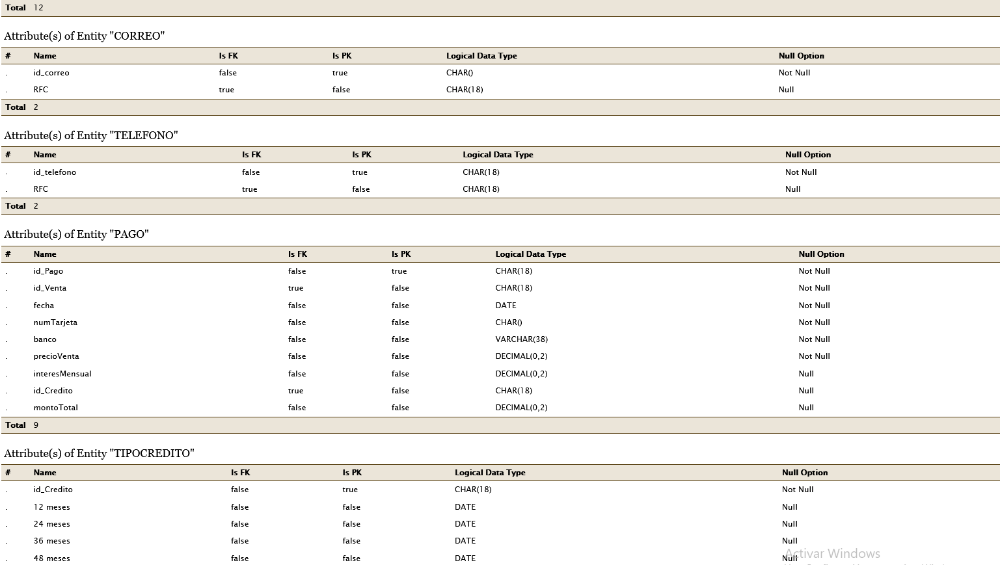 Total 12
Attribute(s) of Entity "CORREO"
# Name Is FK Is PK Logical Data Type Null Option
. id_correo false true CHAR() Not Null
. RFC true false CHAR(18) Null
Total 2
Attribute(s) of Entity "TELEFONO"
# Name Is FK Is PK Logical Data Type Null Option
. id_telefono false true CHAR(18) Not Null
. RFC true false CHAR(18) Null
Total 2
Attribute(s) of Entity "PAGO"
# Name Is FK Is PK Logical Data Type Null Option
. id_Pago false true CHAR(18) Not Null
. id_Venta true false CHAR(18) Not Null
. fecha false false DATE Not Null
. numTarjeta false false CHAR() Not Null
. banco false false VARCHAR(38) Not Null
. precioVenta false false DECIMAL(0,2) Not Null
. interesMensual false false DECIMAL(0,2) Null
. id_Credito true false CHAR(18) Null
. montoTotal false false DECIMAL(0,2) Null
Total 9
Attribute(s) of Entity "TIPOCREDITO"
# Name Is FK Is PK Logical Data Type Null Option
. id_Credito false true CHAR(18) Not Null
. 12 meses false false DATE Null
. 24 meses false false DATE Null
. 36 meses false false DATE Null
. 48 meses false false DATE Null
Activar Windows